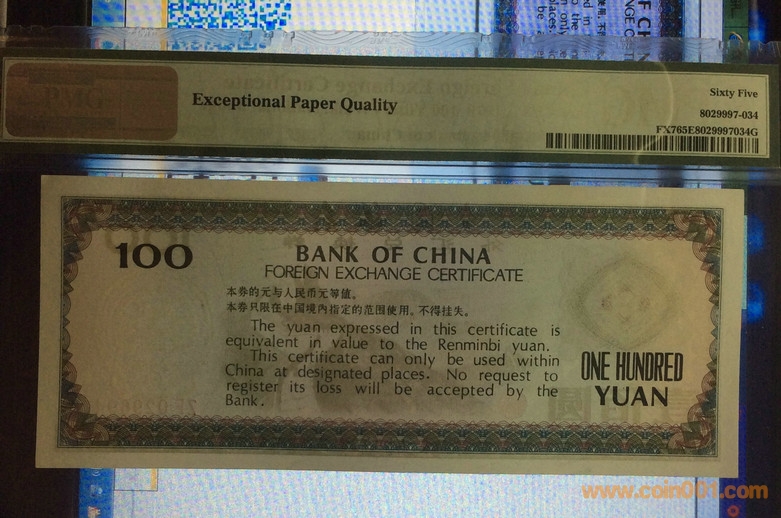 PMG
Exceptional Paper Quality
Sixty Five
8029997-034
FX765E8029997034G
100
BANK OF CHINA
FOREIGN EXCHANGE CERTIFICATE
本券的元与人民币元等值。
本券只限在中国境内指定的范围使用。不得挂失。
The yuan expressed in this certificate is
equivalent in value to the Renminbi yuan.
This certificate can only be used within
China at designated places. No request to
register its loss will be accepted by the
Bank.
ONE HUNDRED
YUAN
www.coin001.com